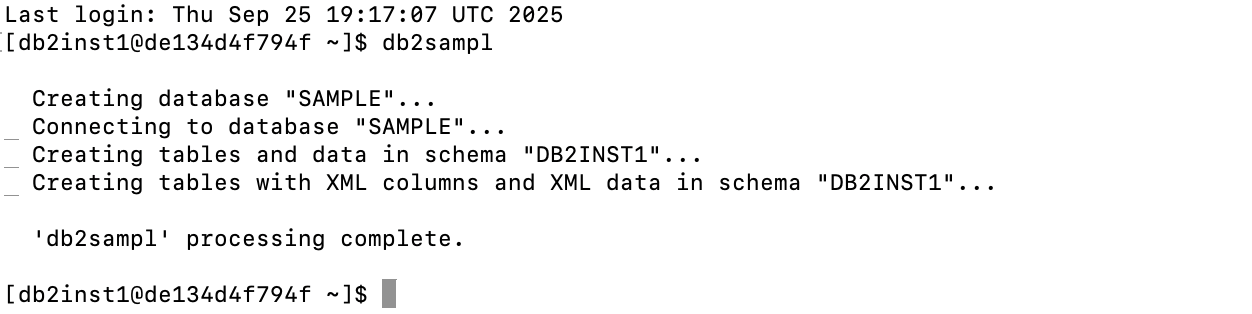 Last login: Thu Sep 25 19:17:07 UTC 2025
[[db2inst1@de134d4f794f ~]$ db2sampl
Creating database "SAMPLE"...
_ Connecting to database "SAMPLE"...
_ Creating tables and data in schema "DB2INST1"...
_ Creating tables with XML columns and XML data in schema "DB2INST1"...
'db2sampl' processing complete.
[db2inst1@de134d4f794f ~]$